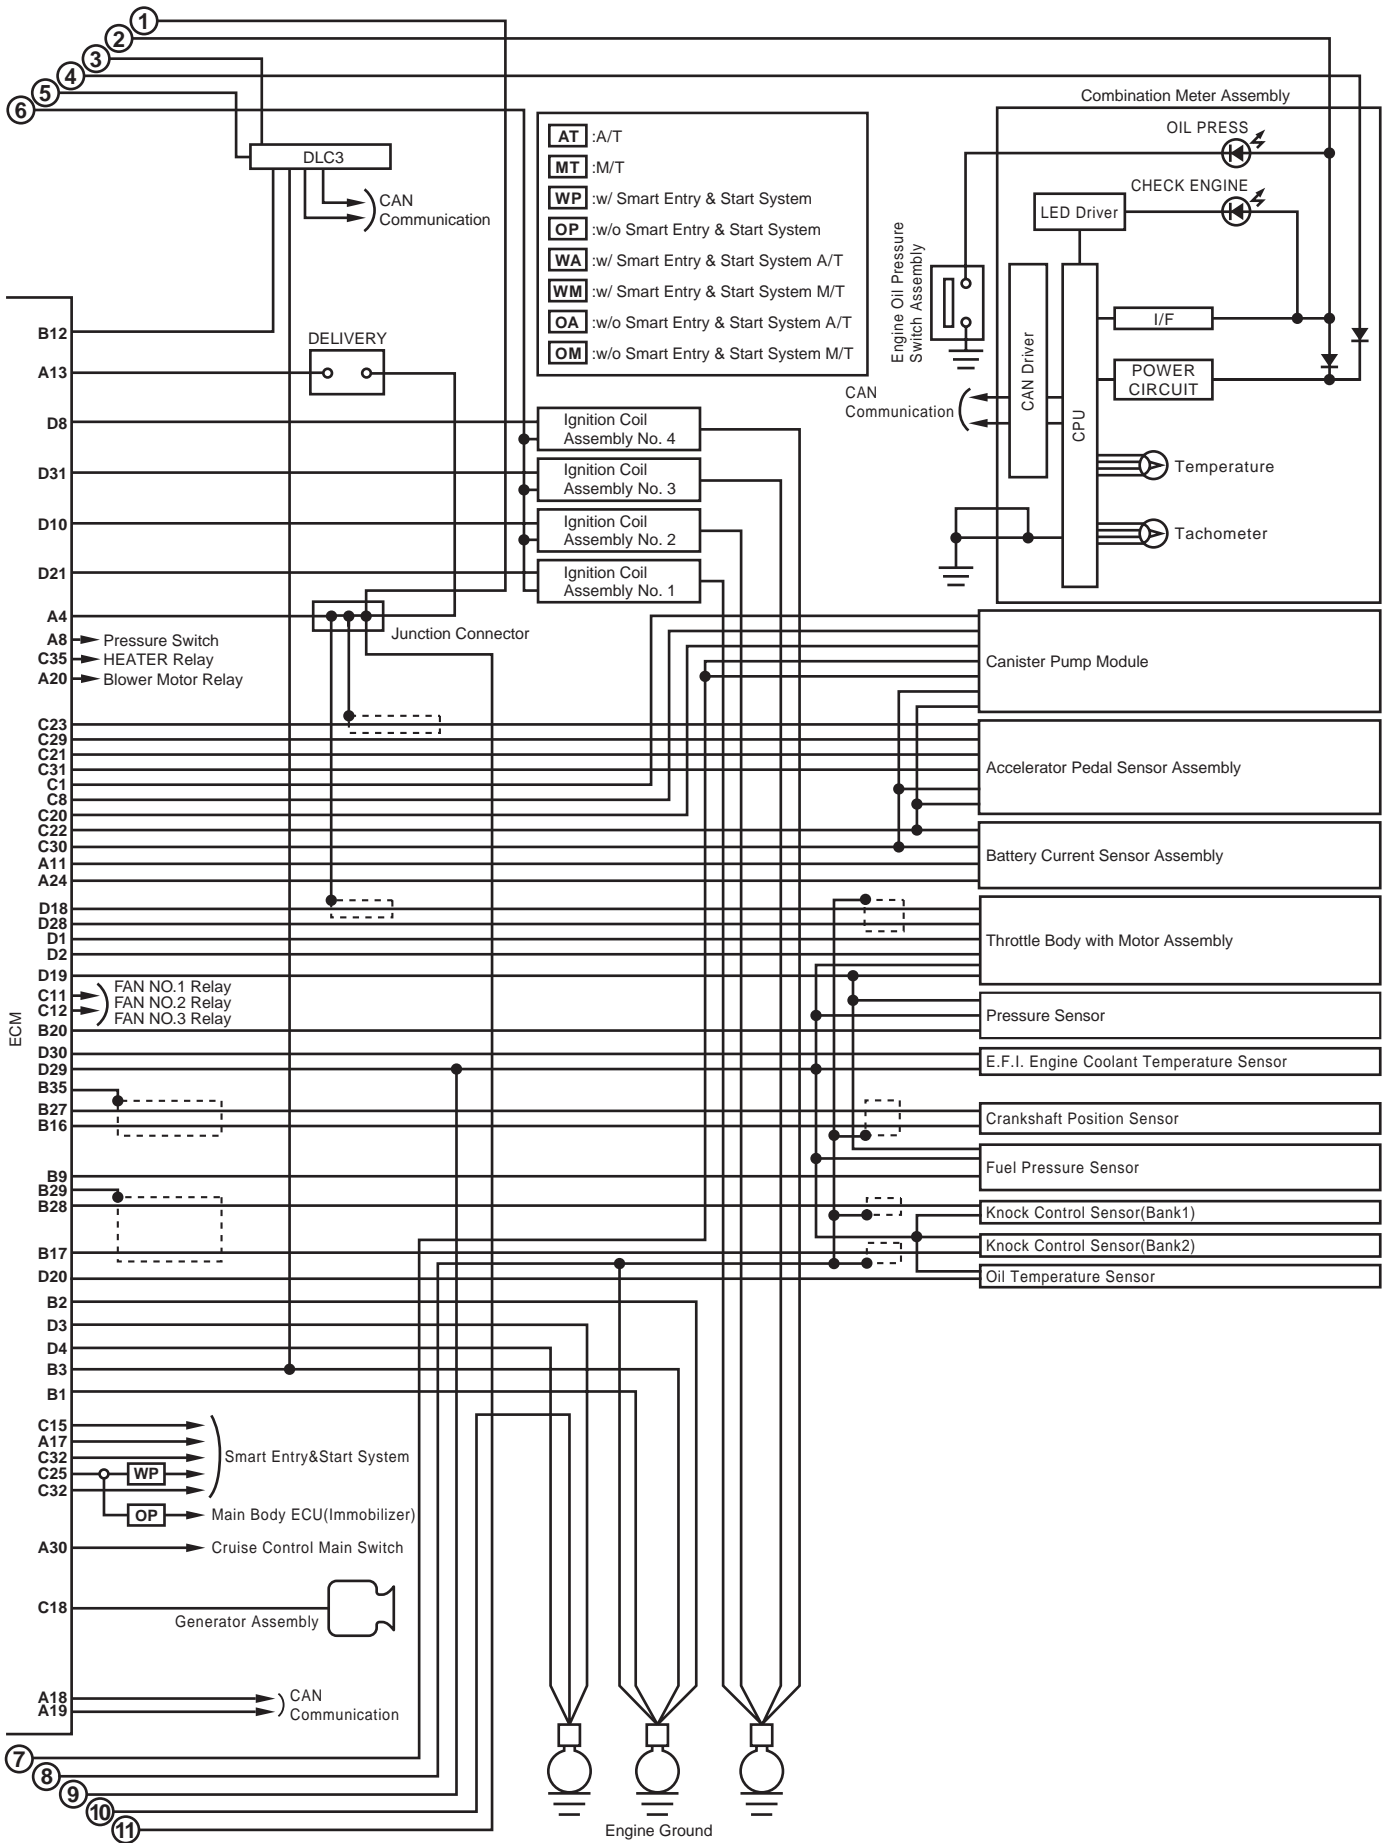 1
2
3
4
5
6
DLC3
CAN
Communication
AT :A/T
MT :M/T
WP :w/ Smart Entry & Start System
OP :w/o Smart Entry & Start System
WA :w/ Smart Entry & Start System A/T
WM :w/ Smart Entry & Start System M/T
OA :w/o Smart Entry & Start System A/T
OM :w/o Smart Entry & Start System M/T
Combination Meter Assembly
OIL PRESS
CHECK ENGINE
LED Driver
Engine Oil Pressure
Switch Assembly
I/F
POWER
CIRCUIT
CAN Driver
CPU
CAN
Communication
Temperature
Tachometer
B12
DELIVERY
A13
D8
Ignition Coil
Assembly No. 4
D31
Ignition Coil
Assembly No. 3
D10
Ignition Coil
Assembly No. 2
D21
Ignition Coil
Assembly No. 1
A4
Junction Connector
A8
Pressure Switch
C35
HEATER Relay
A20
Blower Motor Relay
Canister Pump Module
C23
C29
C21
C31
C1
C8
C20
C22
C30
A11
A24
Accelerator Pedal Sensor Assembly
Battery Current Sensor Assembly
D18
D28
D1
D2
D19
Throttle Body with Motor Assembly
C11
C12
FAN NO.1 Relay
FAN NO.2 Relay
FAN NO.3 Relay
B20
Pressure Sensor
ECM
D30
D29
E.F.I. Engine Coolant Temperature Sensor
B35
B27
B16
Crankshaft Position Sensor
B9
Fuel Pressure Sensor
B29
B28
Knock Control Sensor(Bank1)
B17
Knock Control Sensor(Bank2)
D20
Oil Temperature Sensor
B2
D3
D4
B3
B1
C15
A17
C32
C25
C32
WP
Smart Entry&Start System
OP
Main Body ECU(Immobilizer)
A30
Cruise Control Main Switch
C18
Generator Assembly
A18
A19
CAN
Communication
7
8
9
10
11
Engine Ground